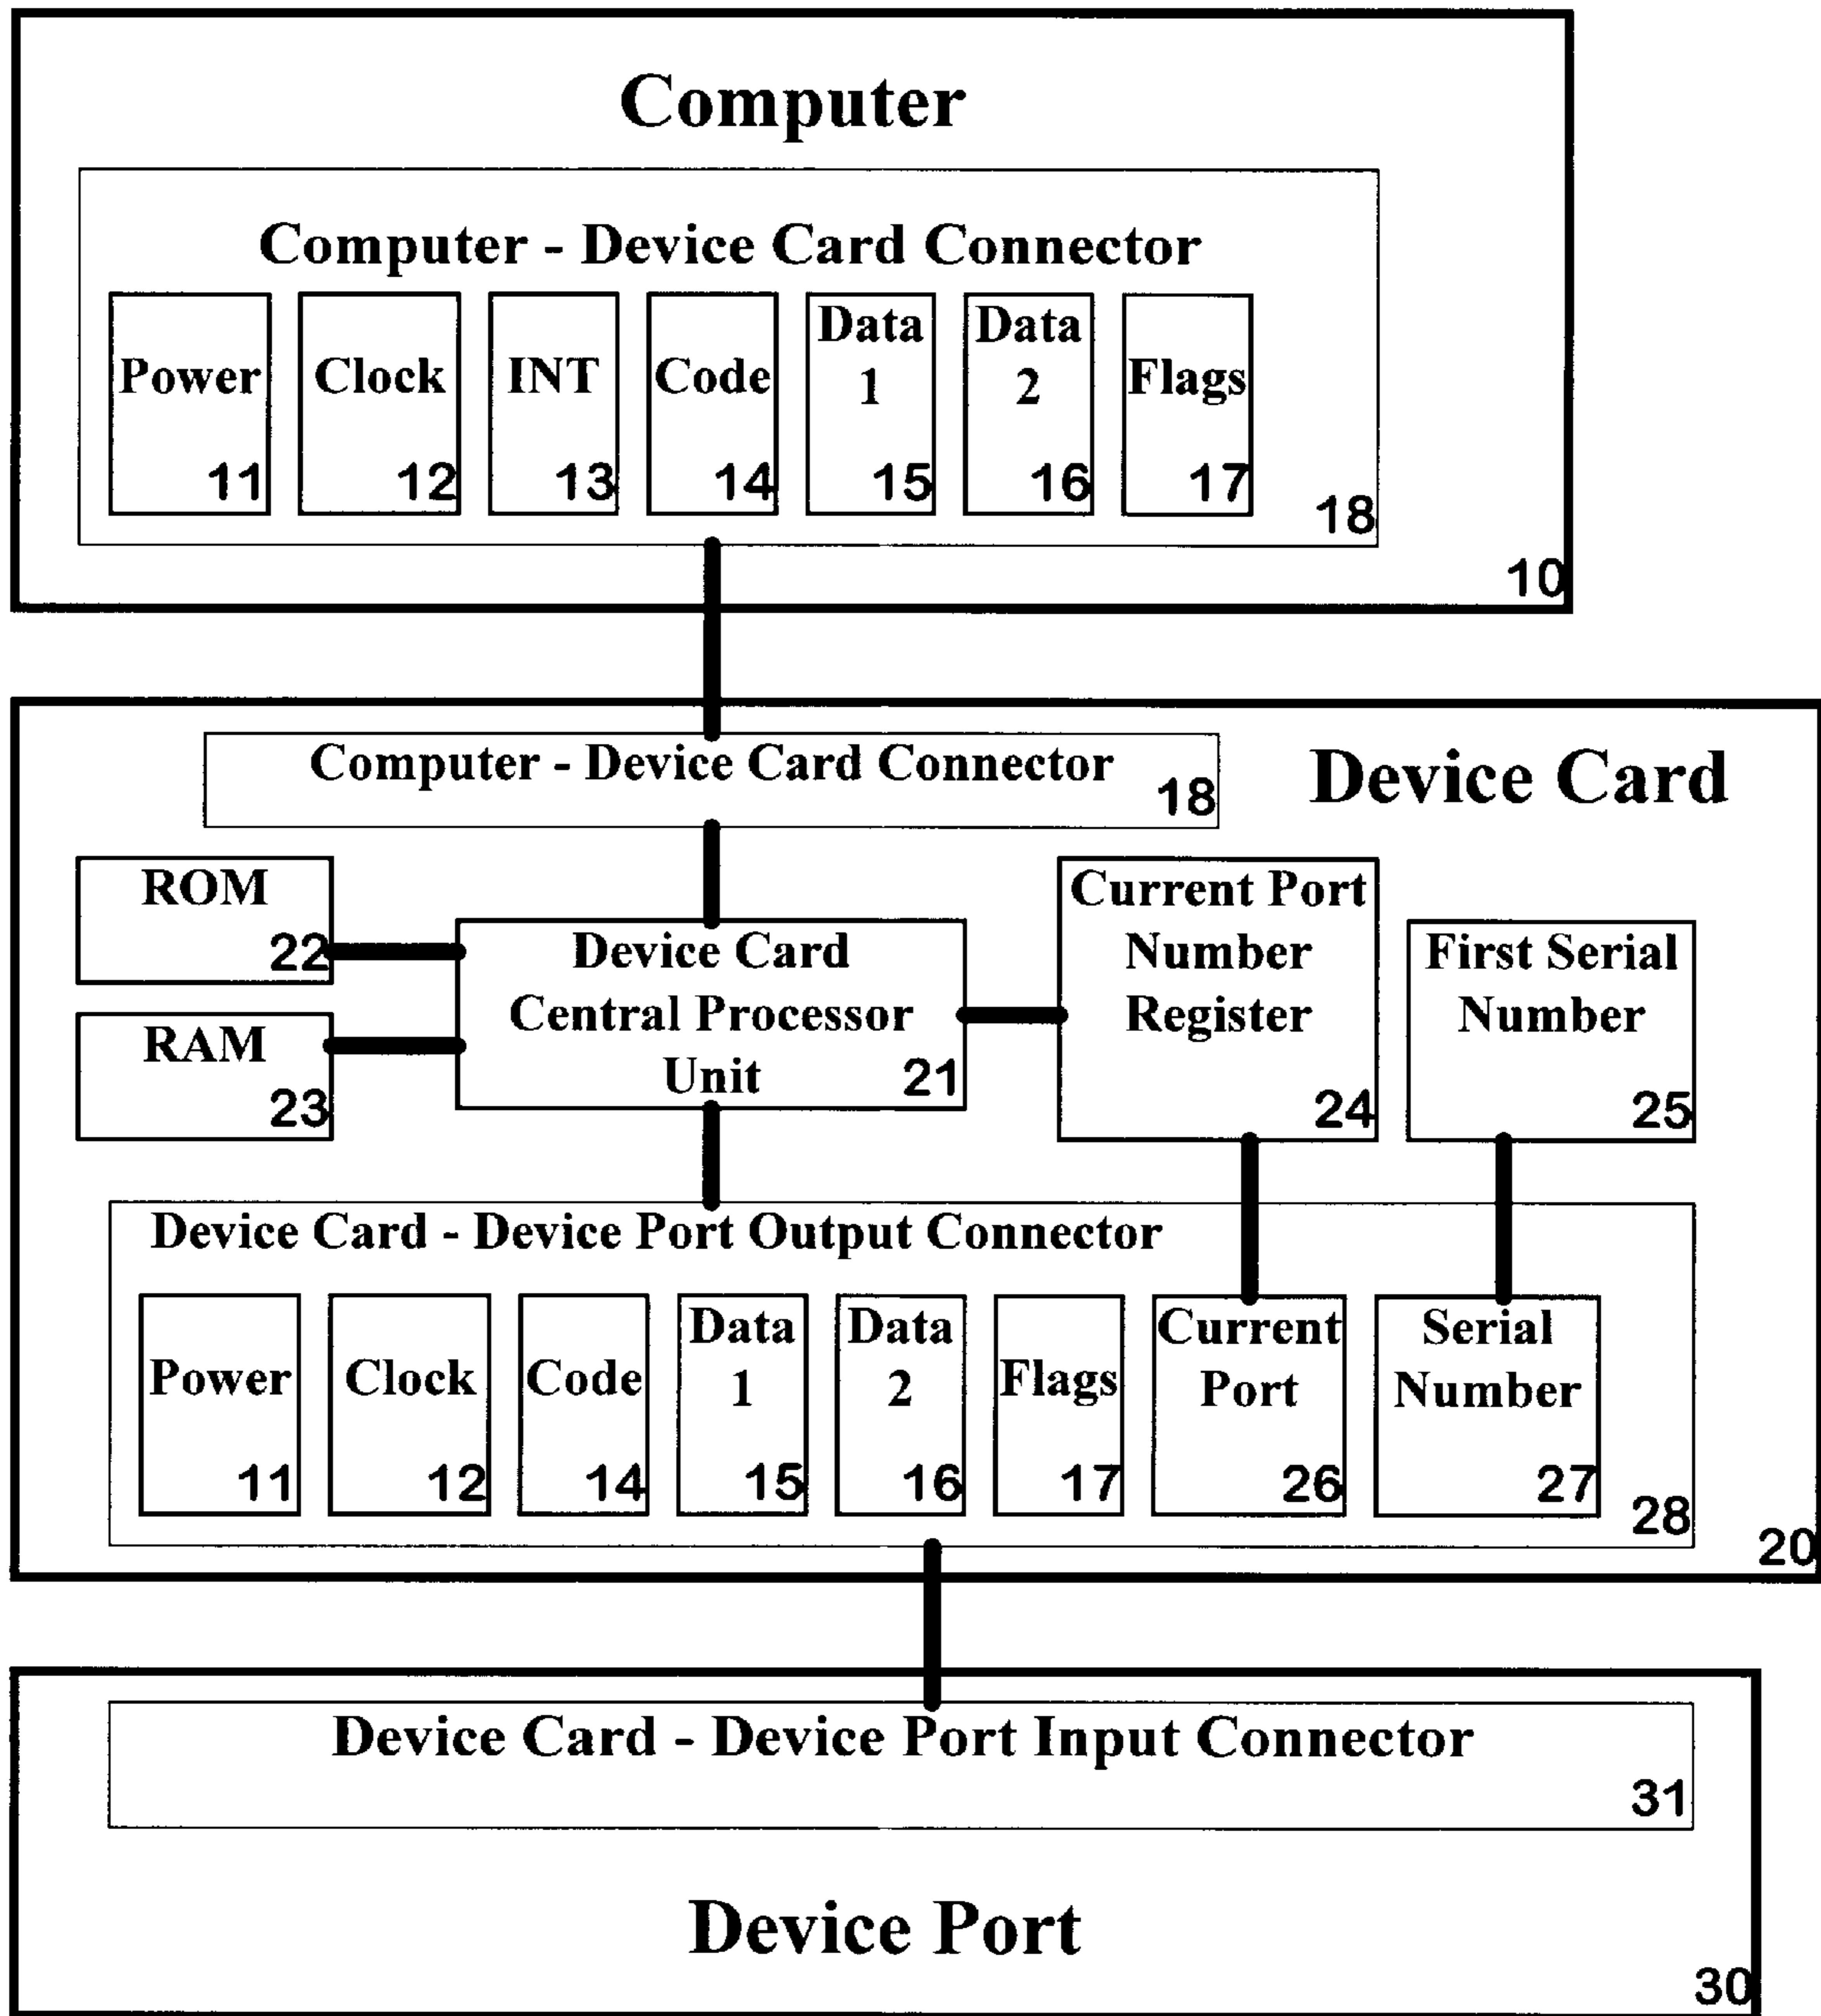 Computer
Computer - Device Card Connector
Power
11
Clock
12
INT
13
Code
14
Data
1
15
Data
2
16
Flags
17
18
10
Device Card
Computer - Device Card Connector
18
ROM
22
RAM
23
Device Card
Central Processor
Unit
21
Current Port
Number
Register
24
First Serial
Number
25
Device Card - Device Port Output Connector
Power
11
Clock
12
Code
14
Data
1
15
Data
2
16
Flags
17
Current
Port
26
Serial
Number
27
28
20
Device Card - Device Port Input Connector
31
Device Port
30